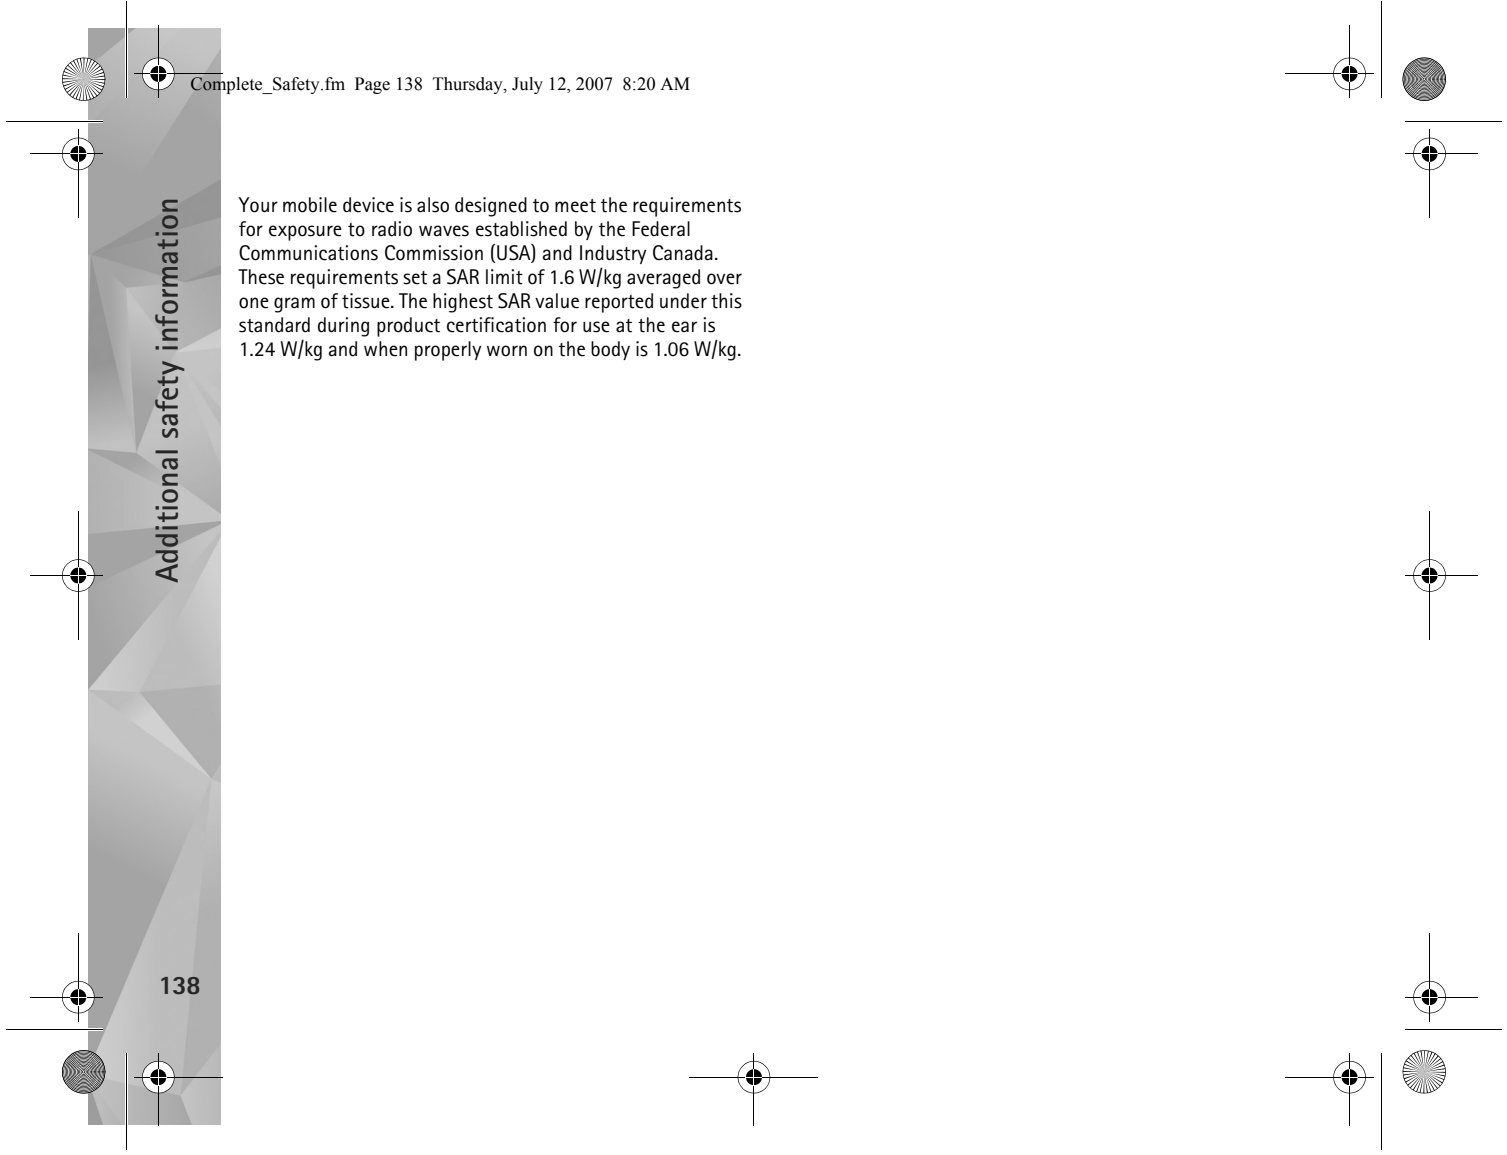 Complete_Safety.fm Page 138 Thursday, July 12, 2007 8:20 AM
Additional safety information
Your mobile device is also designed to meet the requirements
for exposure to radio waves established by the Federal
Communications Commission (USA) and Industry Canada.
These requirements set a SAR limit of 1.6 W/kg averaged over
one gram of tissue. The highest SAR value reported under this
standard during product certification for use at the ear is
1.24 W/kg and when properly worn on the body is 1.06 W/kg.
138